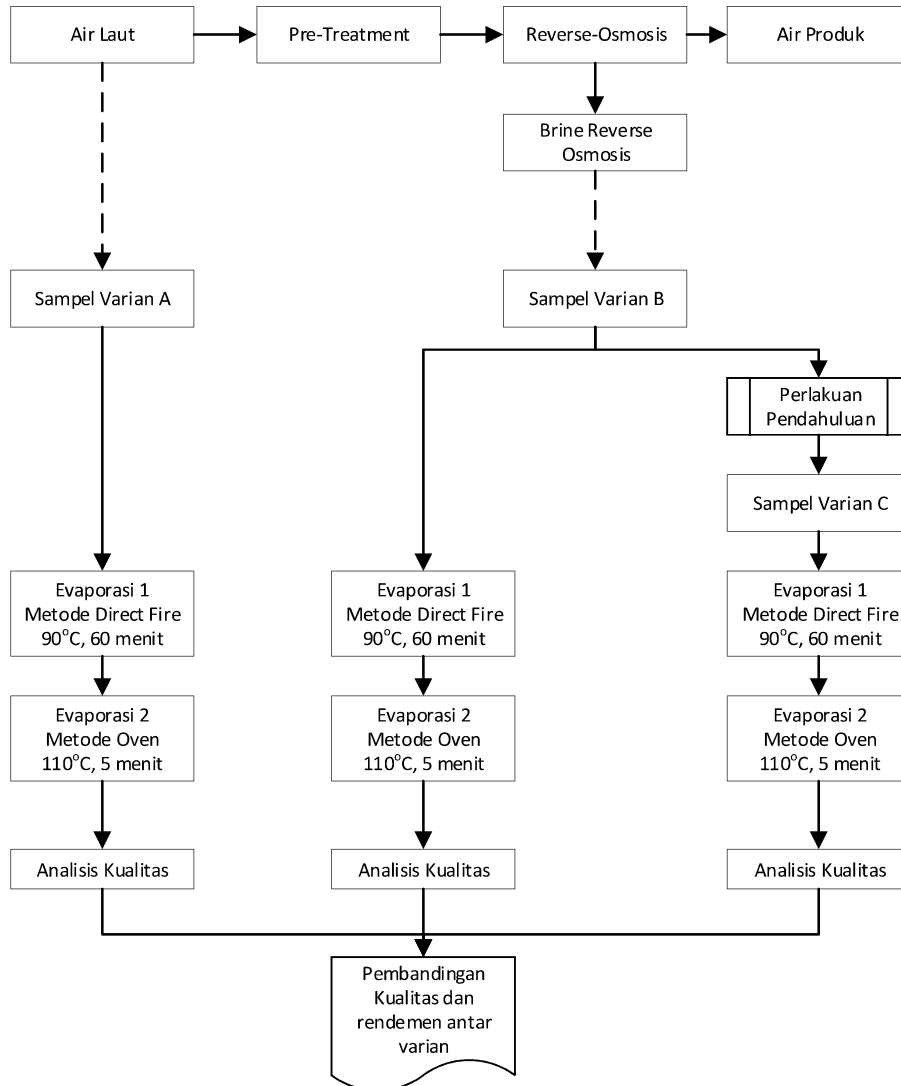 Air Laut
Pre-Treatment
Reverse-Osmosis
Air Produk
Brine Reverse
Osmosis
Sampel Varian A
Sampel Varian B
Perlakuan
Pendahuluan
Sampel Varian C
Evaporasi 1
Metode Direct Fire
90°C, 60 menit
Evaporasi 1
Metode Direct Fire
90°C, 60 menit
Evaporasi 1
Metode Direct Fire
90°C, 60 menit
Evaporasi 2
Metode Oven
110°C, 5 menit
Evaporasi 2
Metode Oven
110°C, 5 menit
Evaporasi 2
Metode Oven
110°C, 5 menit
Analisis Kualitas
Analisis Kualitas
Analisis Kualitas
Pembandingan
Kualitas dan
rendemen antar
varian